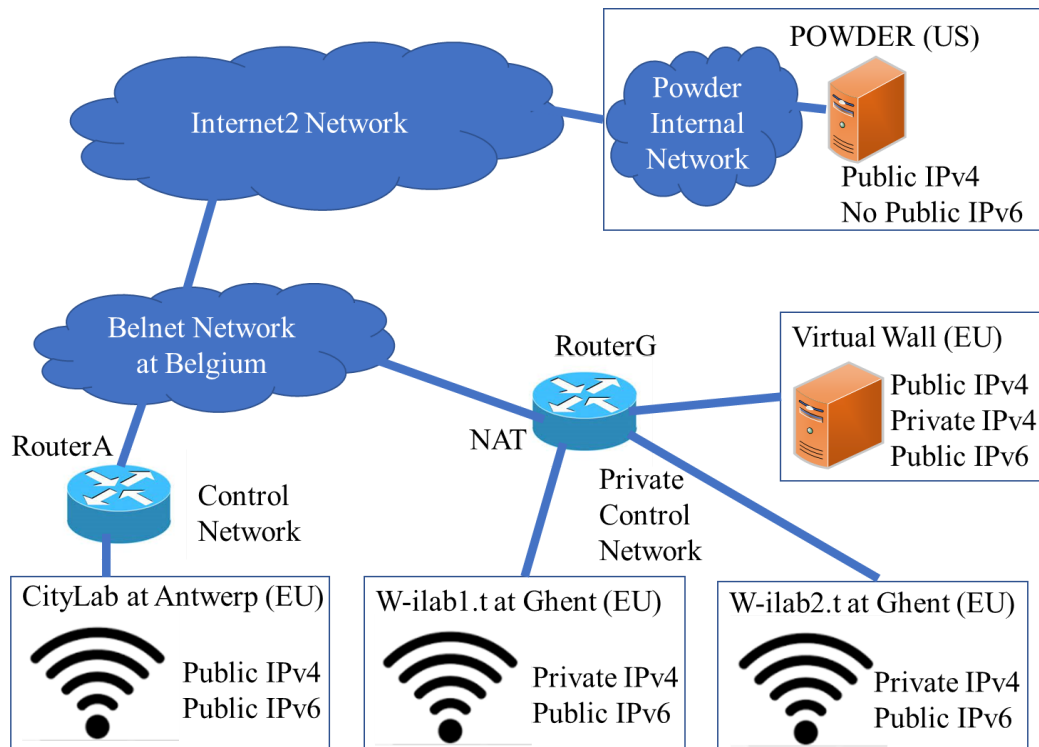 POWDER (US)
Powder
Internal
Network
Internet2 Network
Public IPv4
No Public IPv6
Belnet Network
at Belgium
RouterG
Virtual Wall (EU)
Public IPv4
Private IPv4
Public IPv6
NAT
RouterA
Control
Network
Private
Control
Network
CityLab at Antwerp (EU)
Public IPv4
Public IPv6
W-ilab1.t at Ghent (EU)
Private IPv4
Public IPv6
W-ilab2.t at Ghent (EU)
Private IPv4
Public IPv6